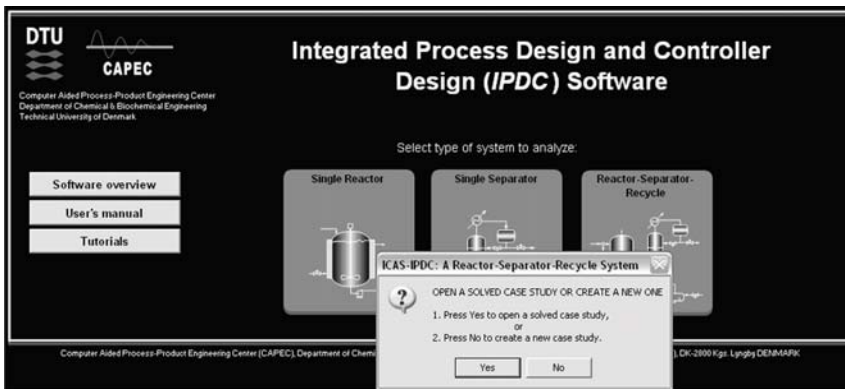 DTU
CAPEC
Computer Aided Process-Product Engineering Center
Department of Chemical & Biochemical Engineering
Technical University of Denmark
Integrated Process Design and Controller
Design (IPDC) Software
Select type of system to analyze:
Software overview
User's manual
Tutorials
Single Reactor
Single Separator
Reactor-Separator-
Recycle
ICAS-IPDC: A Reactor-Separator-Recycle System
?
OPEN A SOLVED CASE STUDY OR CREATE A NEW ONE
1. Press Yes to open a solved case study,
or
2. Press No to create a new case study.
Yes
No
Computer Aided Process-Product Engineering Center (CAPEC), Department of Chemi
), DK-2800 Kgs. Lyngby DENMARK